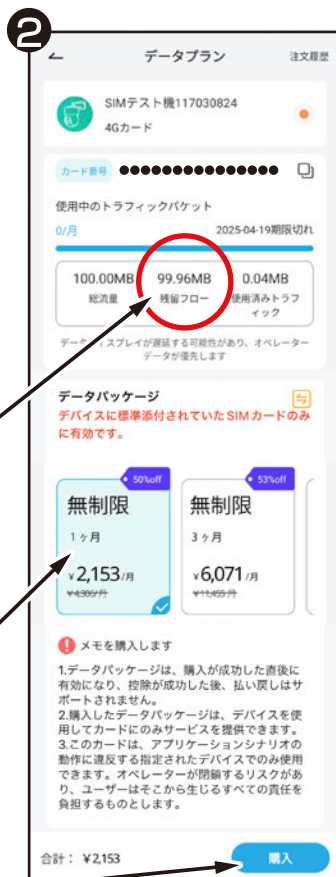 2
データプラン
注文履歴
SIMテスト機117030824
4Gカード
カード番号 ●●●●●●●●●●●●●●●
使用中のトラフィックパケット
0/月
2025-04-19期限切れ
100.00MB
総流量
99.96MB
残留フロー
0.04MB
使用済みトラフ
ィック
スプレイが遅延する可能性があり、オペレーター
データが優先します
データパッケージ
デバイスに標準添付されていたSIMカードのみ
に有効です。
50%off
無制限
1ヶ月
¥2,153/月
¥4,306/月
53%off
無制限
3ヶ月
¥6,071/月
¥11,455/月
メモを購入します
1.データパッケージは、購入が成功した直後に
有効になり、控除が成功した後、払い戻しはサ
ポートされません。
2.購入したデータパッケージは、デバイスを使
用してカードにのみサービスを提供できます。
3.このカードは、アプリケーションシナリオの
動作に違反する指定されたデバイスでのみ使用
できます。オペレーターが閉鎖するリスクがあ
り、ユーザーはそこから生じるすべての責任を
負担するものとします。
合計： ¥2,153
購入